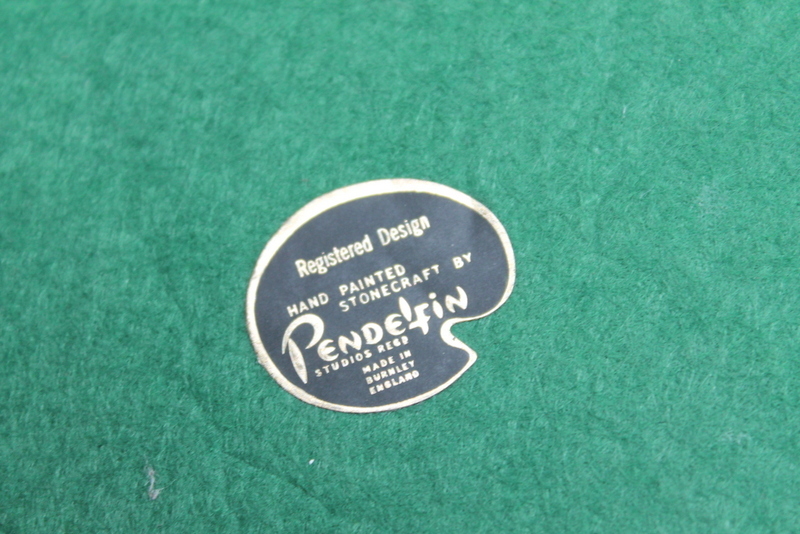 Registered Design
HAND PAINTED
STONECRAFT BY
PENDELFIN
STUDIOS REGD
MADE IN
BURNLEY
ENGLAND